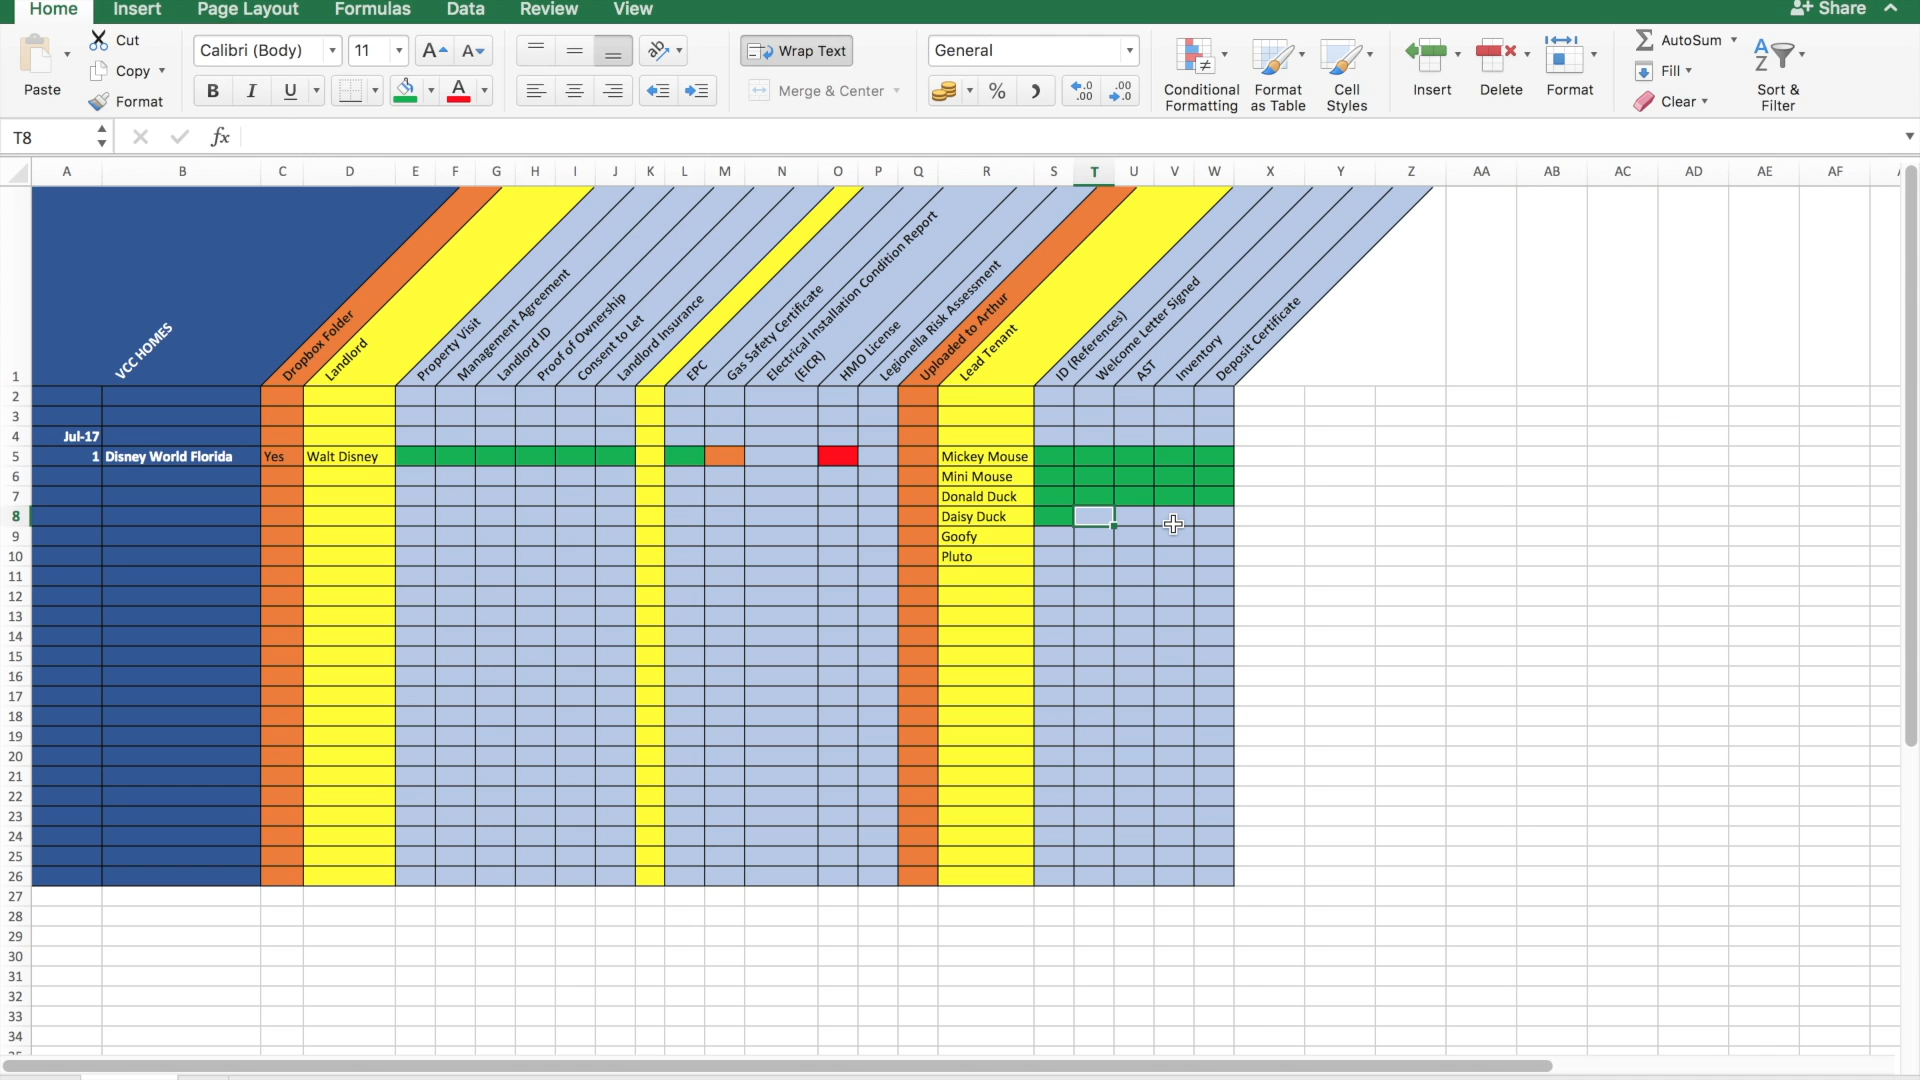 Home Insert Page Layout Formulas Data Review View Share
Cut
Calibri (Body) 11 A A ab Wrap Text General AutoSum
Copy Fill
Paste Format B I U A Merge & Center % .0 .00 .00 .0 Conditional Formatting Format as Table Cell Styles Insert Delete Format Clear Sort & Filter
T8 fx
A B C D E F G H I J K L M N O P Q R S T U V W X Y Z AA AB AC AD AE AF
1 VCC HOMES Dropbox Folder Landlord Property Visit Management Agreement Landlord ID Proof of Ownership Consent to Let Landlord Insurance EPC Gas Safety Certificate Electrical Installation Condition Report (EICR) HMO License Legionella Risk Assessment Uploaded to Arthur Lead Tenant ID (References) Welcome Letter Signed AST Inventory Deposit Certificate
2
3
4 Jul-17
5 1 Disney World Florida Yes Walt Disney Mickey Mouse
6 Mini Mouse
7 Donald Duck
8 Daisy Duck
9 Goofy
10 Pluto
11
12
13
14
15
16
17
18
19
20
21
22
23
24
25
26
27
28
29
30
31
32
33
34